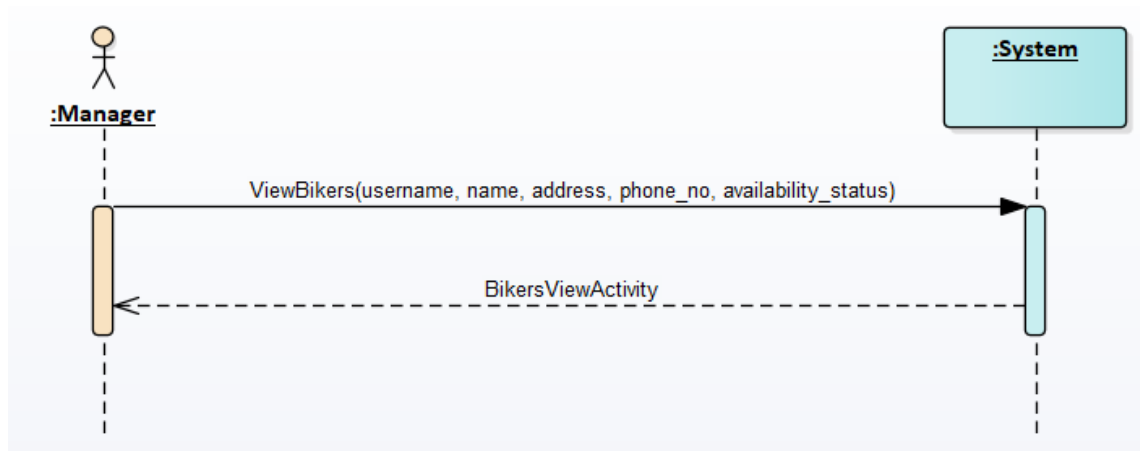 :Manager
:System
ViewBikers(username, name, address, phone_no, availability_status)
BikersViewActivity